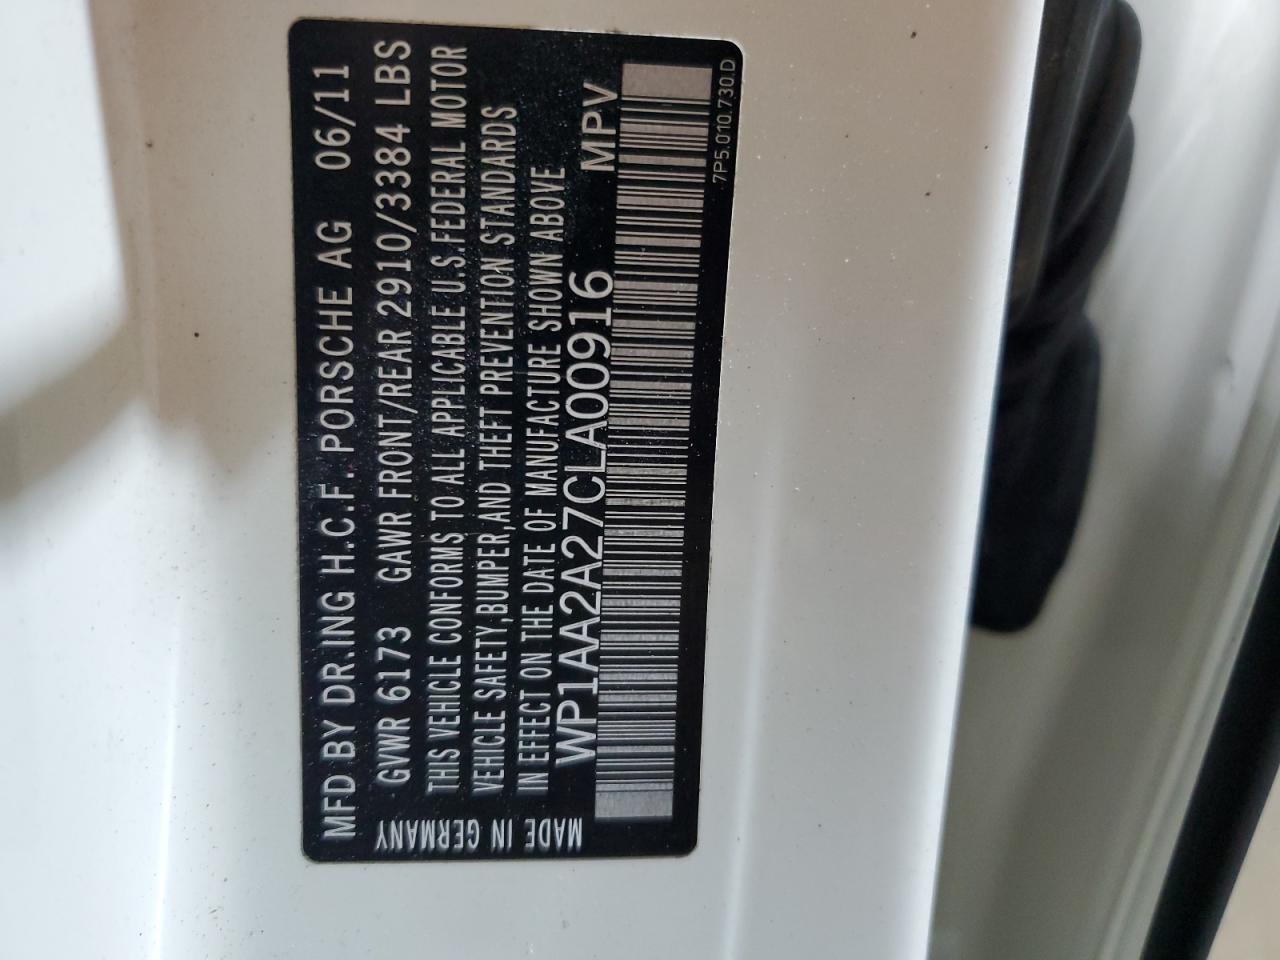 MFD BY DR.ING H.C.F. PORSCHE AG 06/11
GVWR 6173 GAWR FRONT/REAR 2910/3384 LBS
THIS VEHICLE CONFORMS TO ALL APPLICABLE U.S.FEDERAL MOTOR
VEHICLE SAFETY,BUMPER,AND THEFT PREVENTION STANDARDS
IN EFFECT ON THE DATE OF MANUFACTURE SHOWN ABOVE
WP1AA2A27CLA00916 MPV
MADE IN GERMANY
7P5.010.730.D